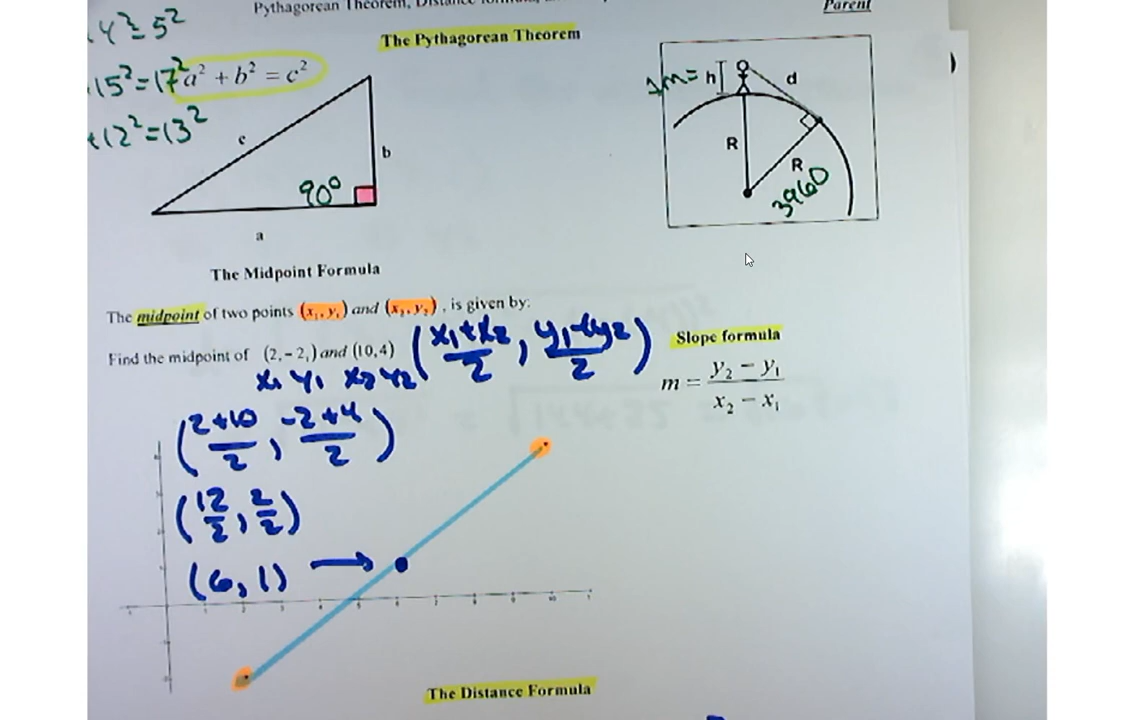 Pythagorean Theorem, Distance formula,
Parent
The Pythagorean Theorem
4² = 5²
15² = 17²
a² + b² = c²
+12² = 13²
c
b
90°
a
h
d
R
R
3960
The Midpoint Formula
The midpoint of two points (x₁, y₁) and (x₂, y₂), is given by:
Find the midpoint of (2,-2,) and (10,4)
(x₁+x₂/2, y₁+y₂/2)
x₁ y₁ x₂ y₂
Slope formula
m = y₂ - y₁ / x₂ - x₁
(2+10/2, -2+4/2)
(12/2, 2/2)
(6, 1)
The Distance Formula